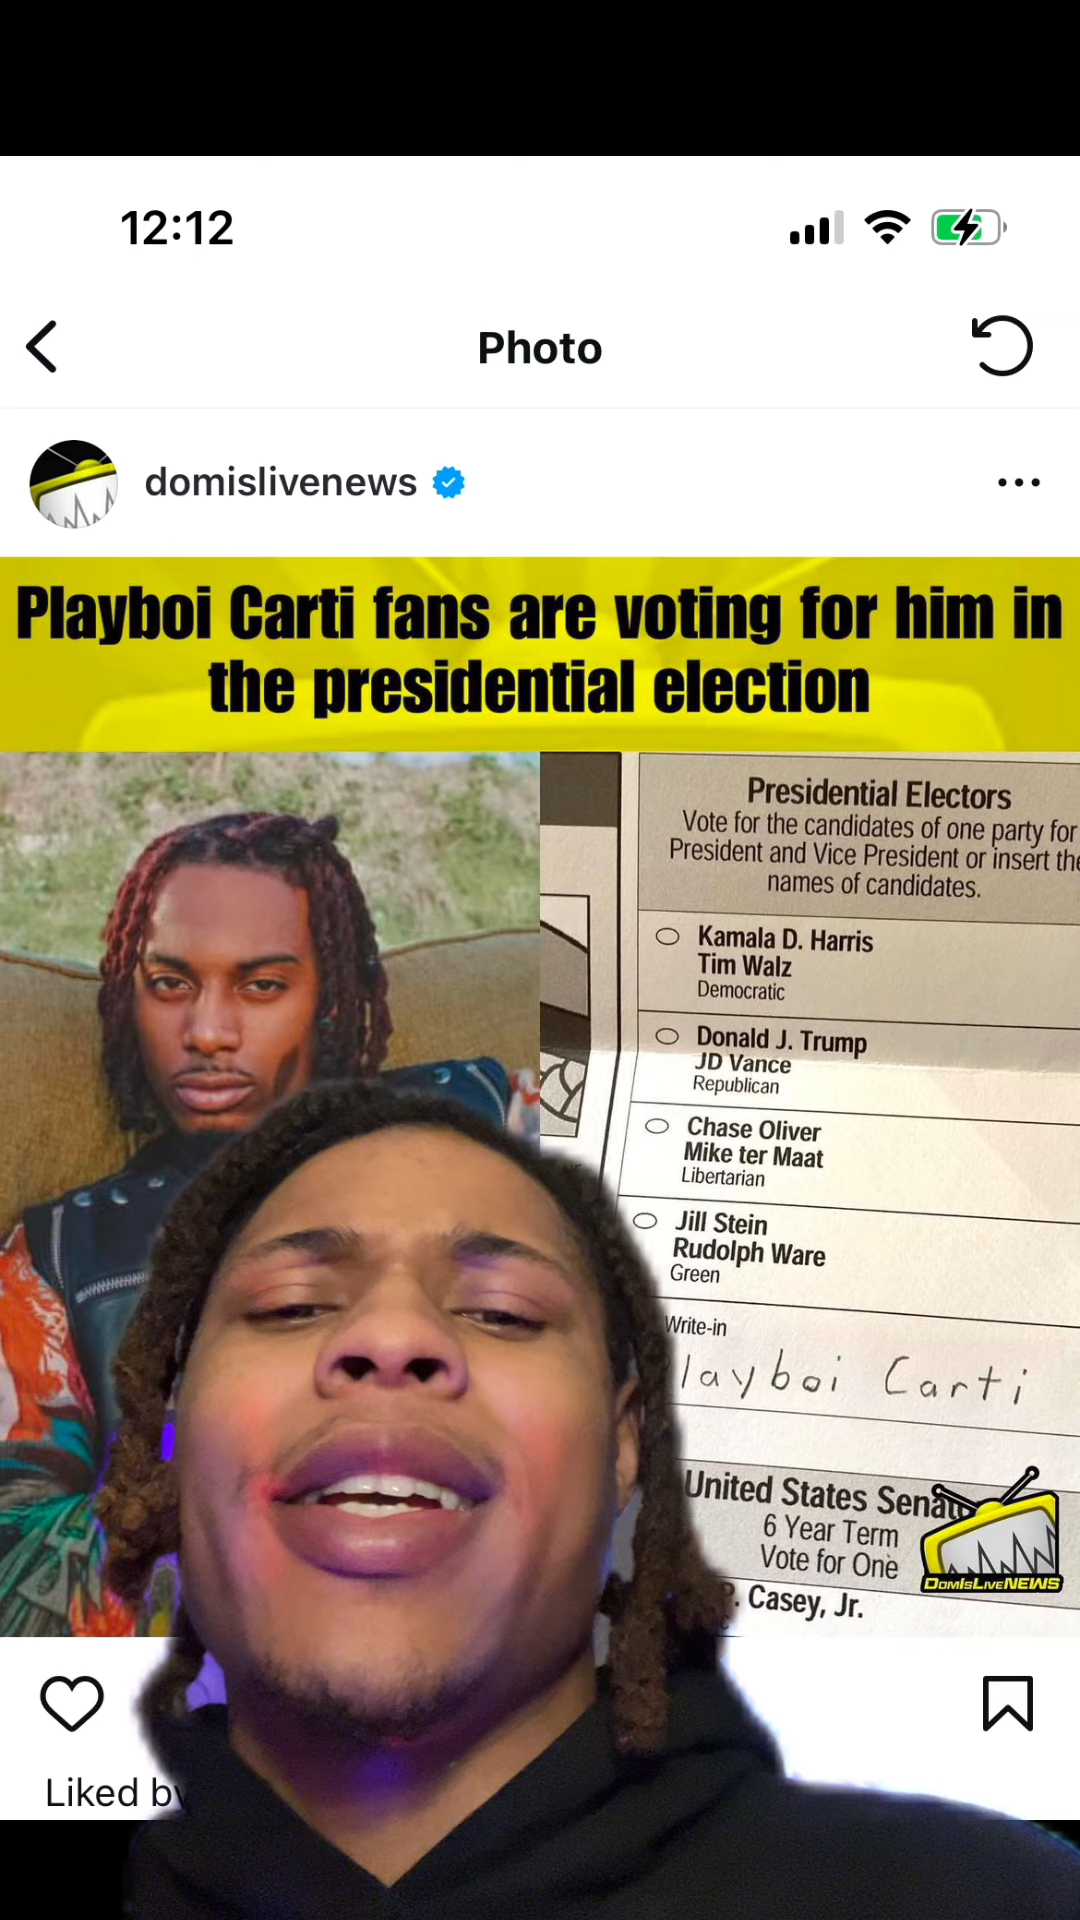 12:12
Photo
domislivenews
Playboi Carti fans are voting for him in
the presidential election
Presidential Electors
Vote for the candidates of one party for
President and Vice President or insert the
names of candidates.
Kamala D. Harris
Tim Walz
Democratic
Donald J. Trump
JD Vance
Republican
Chase Oliver
Mike ter Maat
Libertarian
Jill Stein
Rudolph Ware
Green
Write-in
layboi Carti
United States Senato
6 Year Term
Vote for One
. Casey, Jr.
DomisLiveNEWS
Liked by